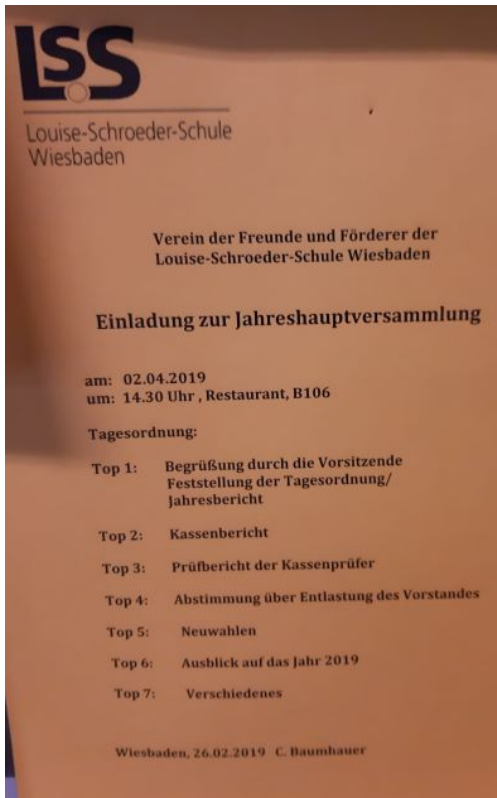 LSS
Louise-Schroeder-Schule
Wiesbaden
Verein der Freunde und Förderer der
Louise-Schroeder-Schule Wiesbaden
Einladung zur Jahreshauptversammlung
am: 02.04.2019
um: 14.30 Uhr , Restaurant, B106
Tagesordnung:
Top 1: Begrüßung durch die Vorsitzende
Feststellung der Tagesordnung/
Jahresbericht
Top 2: Kassenbericht
Top 3: Prüfbericht der Kassenprüfer
Top 4: Abstimmung über Entlastung des Vorstandes
Top 5: Neuwahlen
Top 6: Ausblick auf das Jahr 2019
Top 7: Verschiedenes
Wiesbaden, 26.02.2019 C. Baumhauer